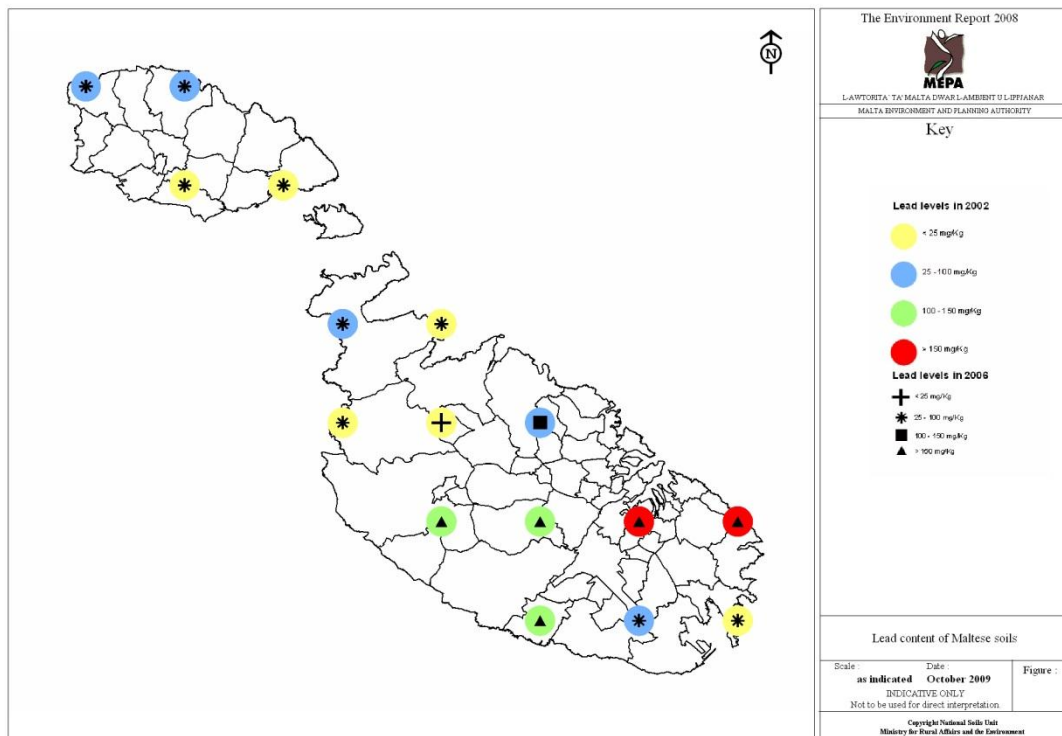 N
The Environment Report 2008
MEPA
L-AWTORITA` TA' MALTA DWAR L-AMBJENT U L-IPPJANAR
MALTA ENVIRONMENT AND PLANNING AUTHORITY
Key
Lead levels in 2002
< 25 mg/Kg
25 - 100 mg/Kg
100 - 150 mg/Kg
> 150 mg/Kg
Lead levels in 2006
< 25 mg/Kg
25 - 100 mg/Kg
100 - 150 mg/Kg
> 150 mg/Kg
Lead content of Maltese soils
Scale : Date : Figure :
as indicated October 2009
INDICATIVE ONLY
Not to be used for direct interpretation.
Copyright National Soils Unit
Ministry for Rural Affairs and the Environment